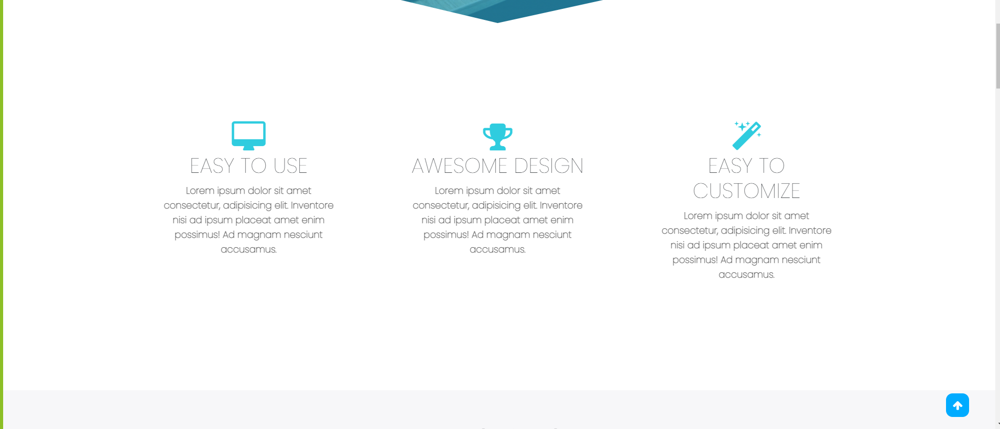 EASY TO USE
Lorem ipsum dolor sit amet
consectetur, adipisicing elit. Inventore
nisi ad ipsum placeat amet enim
possimus! Ad magnam nesciunt
accusamus.
AWESOME DESIGN
Lorem ipsum dolor sit amet
consectetur, adipisicing elit. Inventore
nisi ad ipsum placeat amet enim
possimus! Ad magnam nesciunt
accusamus.
EASY TO
CUSTOMIZE
Lorem ipsum dolor sit amet
consectetur, adipisicing elit. Inventore
nisi ad ipsum placeat amet enim
possimus! Ad magnam nesciunt
accusamus.